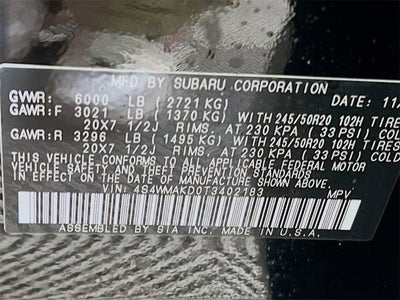 MFD BY SUBARU CORPORATION
GVWR: 6000 LB (2721 KG) DATE: 11/
GAWR:F 3021 LB (1370 KG) WITH 245/50R20 102H TIRES
20X7 1/2J RIMS. AT 230 KPA (33 PSI) COLD
GAWR:R 3296 LB (1495 KG) WITH 245/50R20 102H TIRES
20X7 1/2J RIMS. AT 230 KPA (33 PSI) COLD
THIS VEHICLE CONFORMS TO ALL APPLICABLE FEDERAL MOTOR
VEHICLE SAFETY AND THEFT PREVENTION STANDARDS IN
EFFECT ON THE DATE OF MANUFACTURE SHOWN ABOVE.
VIN: 4S4WMAKD0T3402183 MPV
ASSEMBLED BY SIA INC. MADE IN U.S.A.